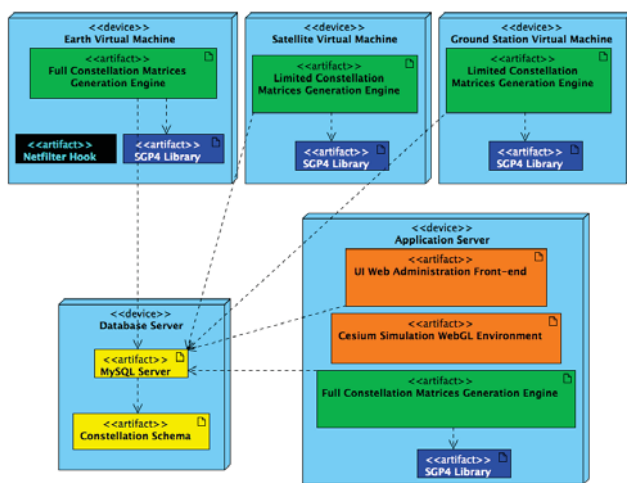 <<device>>
Earth Virtual Machine
<<artifact>>
Full Constellation Matrices
Generation Engine
<<artifact>>
Netfilter Hook
<<artifact>>
SGP4 Library
<<device>>
Satellite Virtual Machine
<<artifact>>
Limited Constellation
Matrices Generation Engine
<<artifact>>
SGP4 Library
<<device>>
Ground Station Virtual Machine
<<artifact>>
Limited Constellation
Matrices Generation Engine
<<artifact>>
SGP4 Library
<<device>>
Database Server
<<artifact>>
MySQL Server
<<artifact>>
Constellation Schema
<<device>>
Application Server
<<artifact>>
UI Web Administration Front-end
<<artifact>>
Cesium Simulation WebGL Environment
<<artifact>>
Full Constellation Matrices Generation Engine
<<artifact>>
SGP4 Library